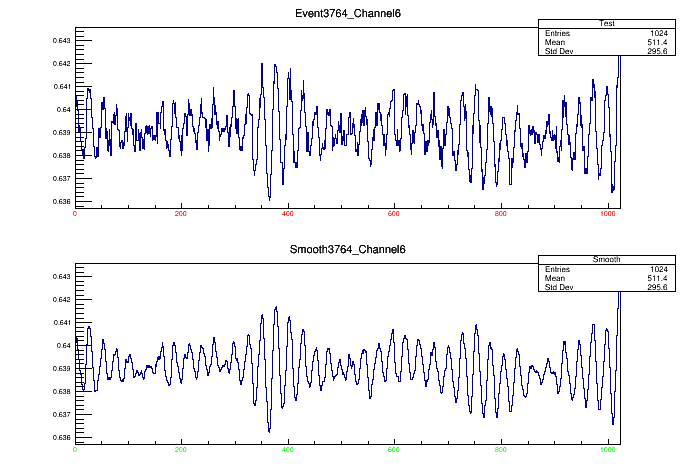 Event3764_Channel6
Test
Entries 1024
Mean 511.4
Std Dev 295.6
0.643
0.642
0.641
0.64
0.639
0.638
0.637
0.636
0 200 400 600 800 1000
Smooth3764_Channel6
Smooth
Entries 1024
Mean 511.4
Std Dev 295.6
0.643
0.642
0.641
0.64
0.639
0.638
0.637
0.636
0 200 400 600 800 1000